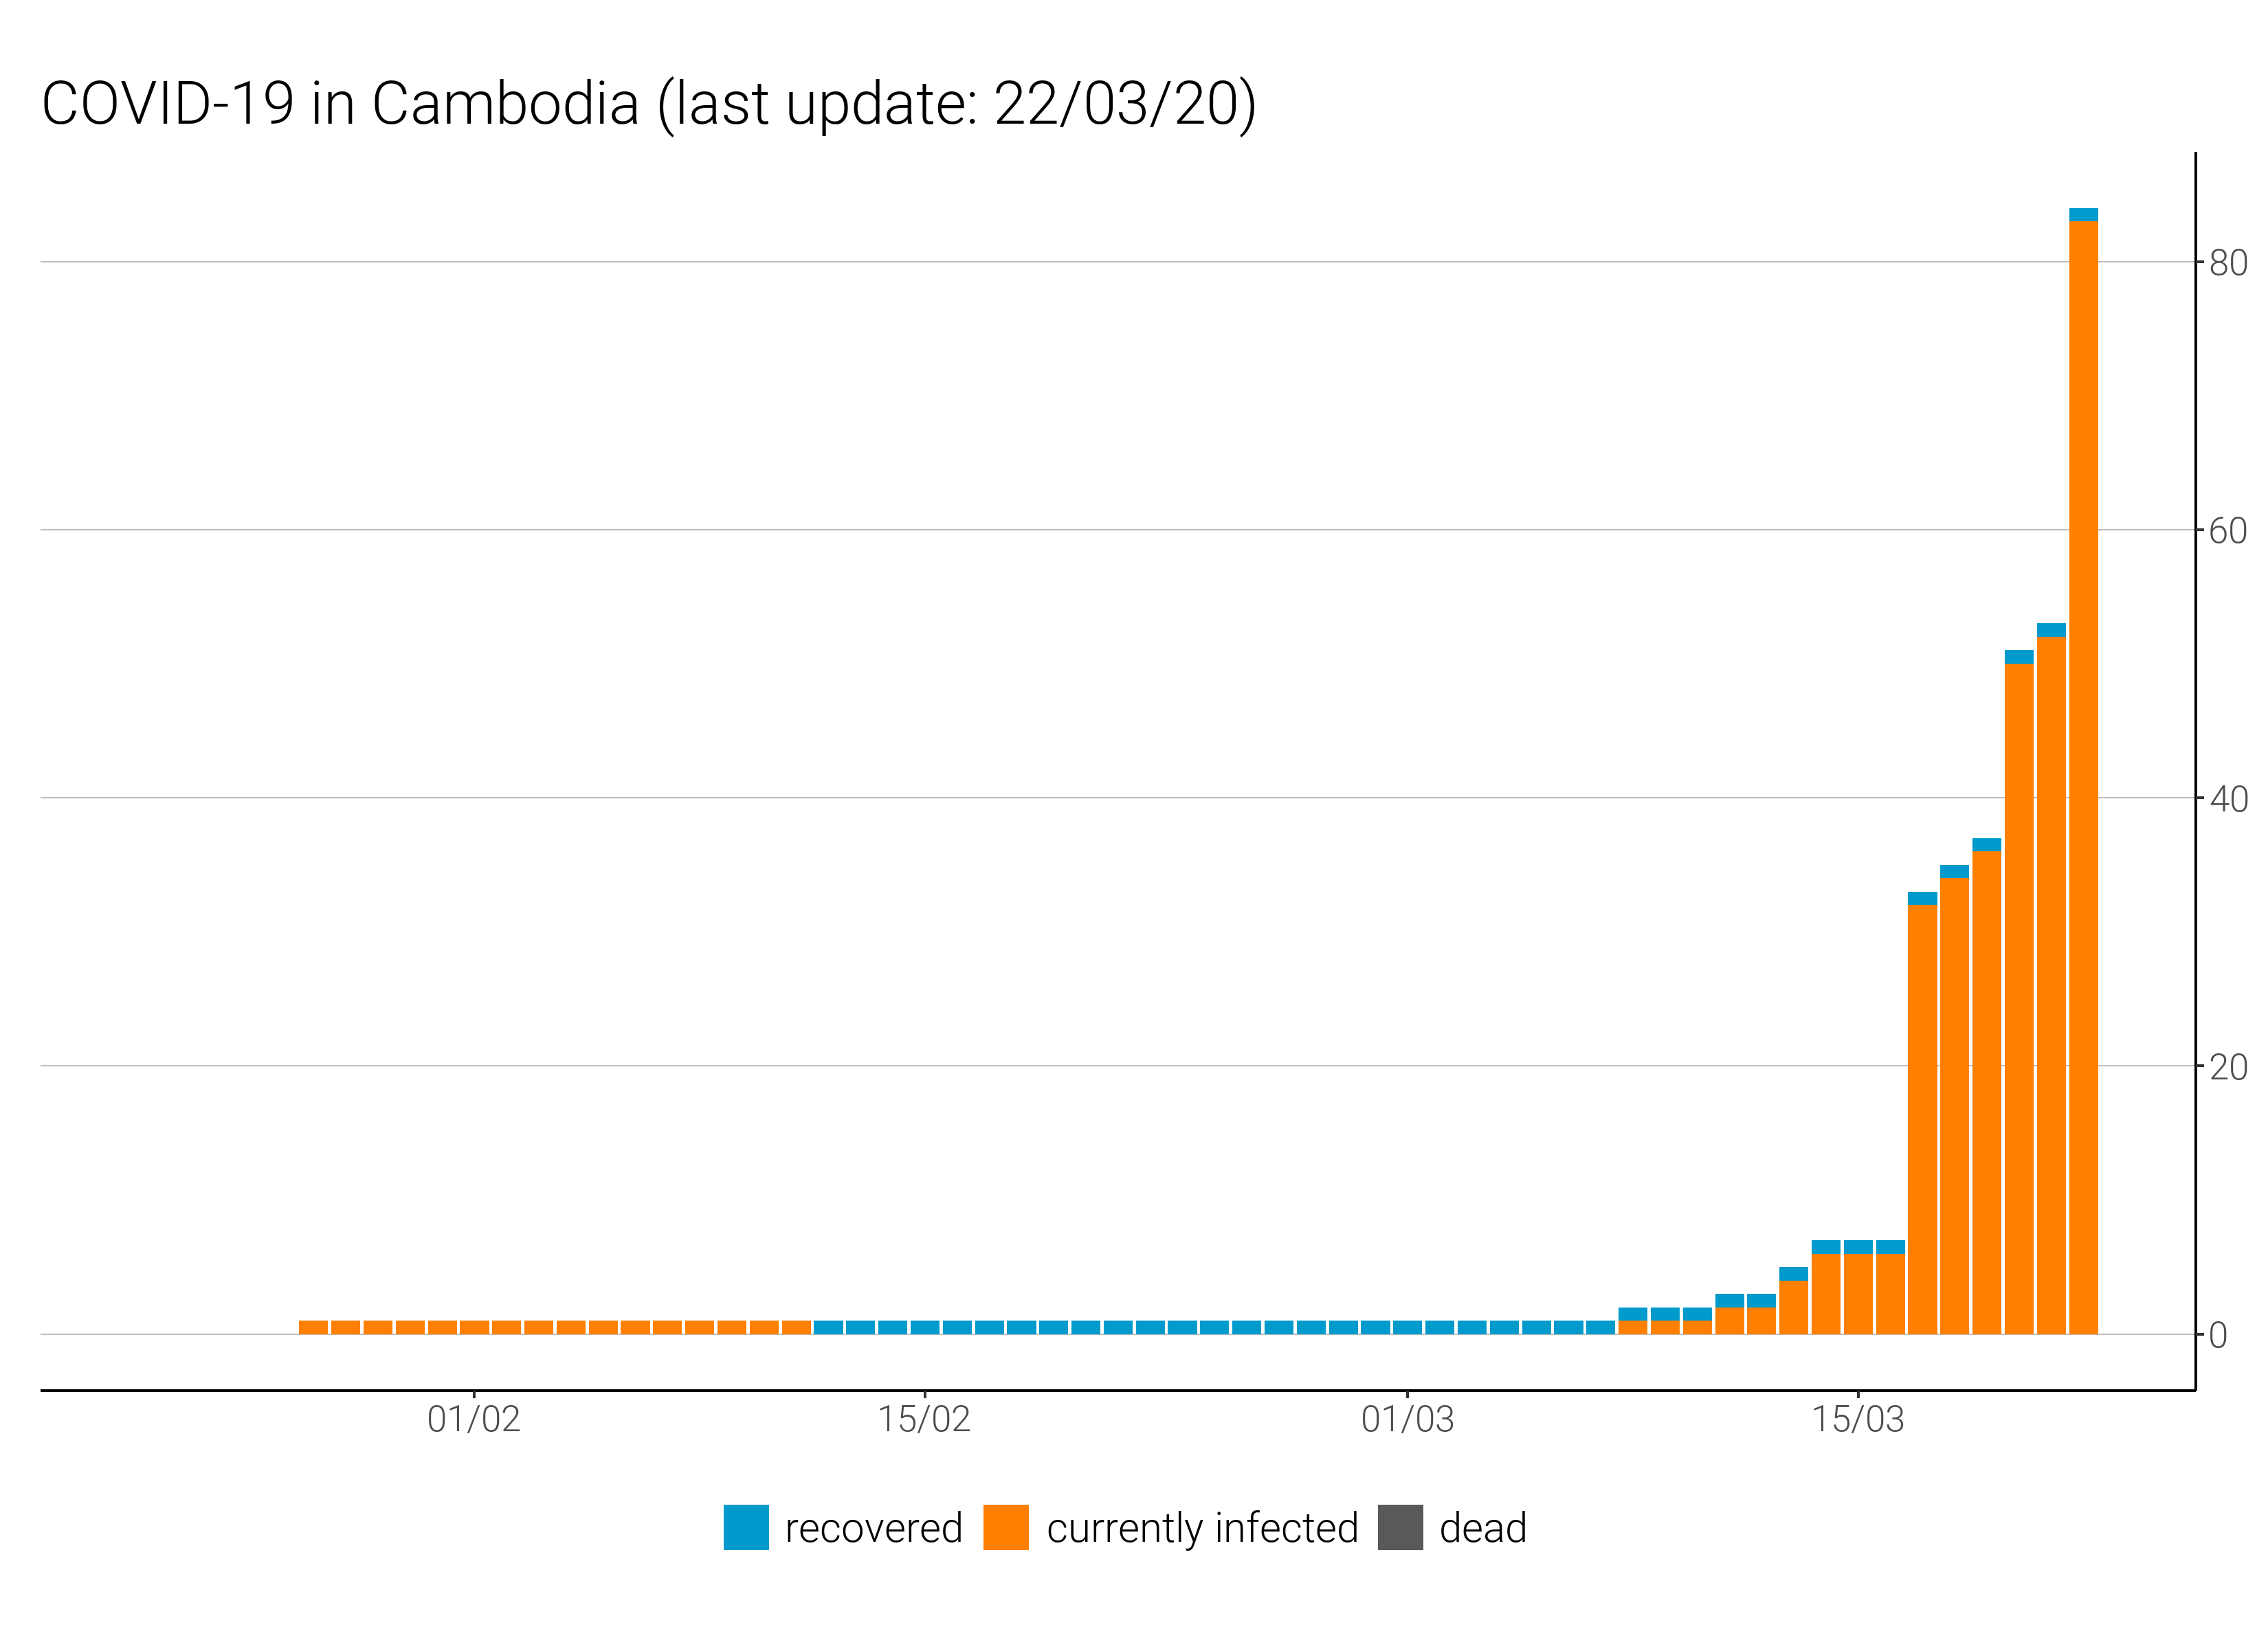 COVID-19 in Cambodia (last update: 22/03/20)
80
60
40
20
0
01/02 15/02 01/03 15/03
recovered currently infected dead